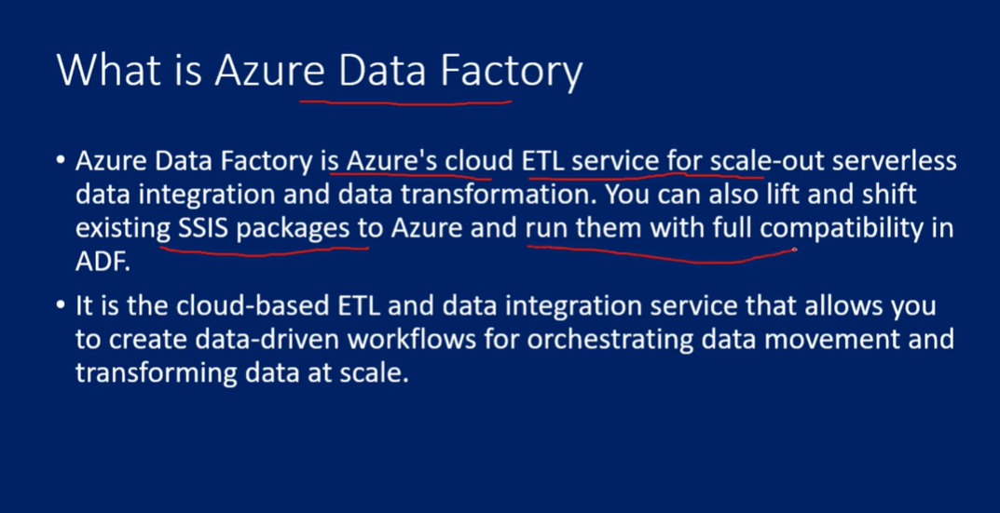 What is Azure Data Factory
• Azure Data Factory is Azure's cloud ETL service for scale-out serverless
data integration and data transformation. You can also lift and shift
existing SSIS packages to Azure and run them with full compatibility in
ADF.
• It is the cloud-based ETL and data integration service that allows you
to create data-driven workflows for orchestrating data movement and
transforming data at scale.